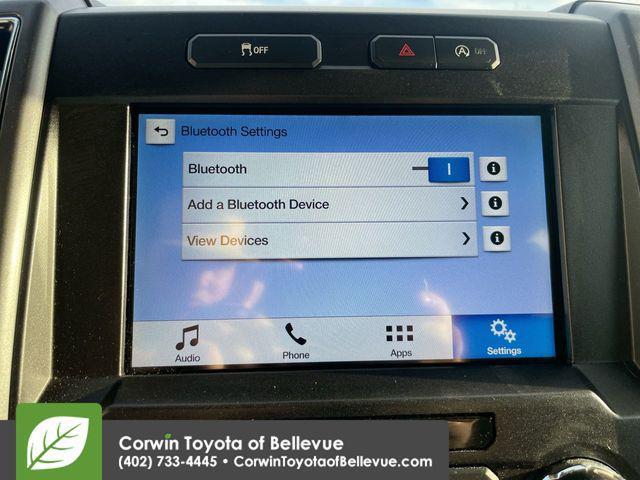 OFF
OFF
Bluetooth Settings
Bluetooth
Add a Bluetooth Device
View Devices
Audio
Phone
Apps
Settings
Corwin Toyota of Bellevue
(402) 733-4445 • CorwinToyotaofBellevue.com